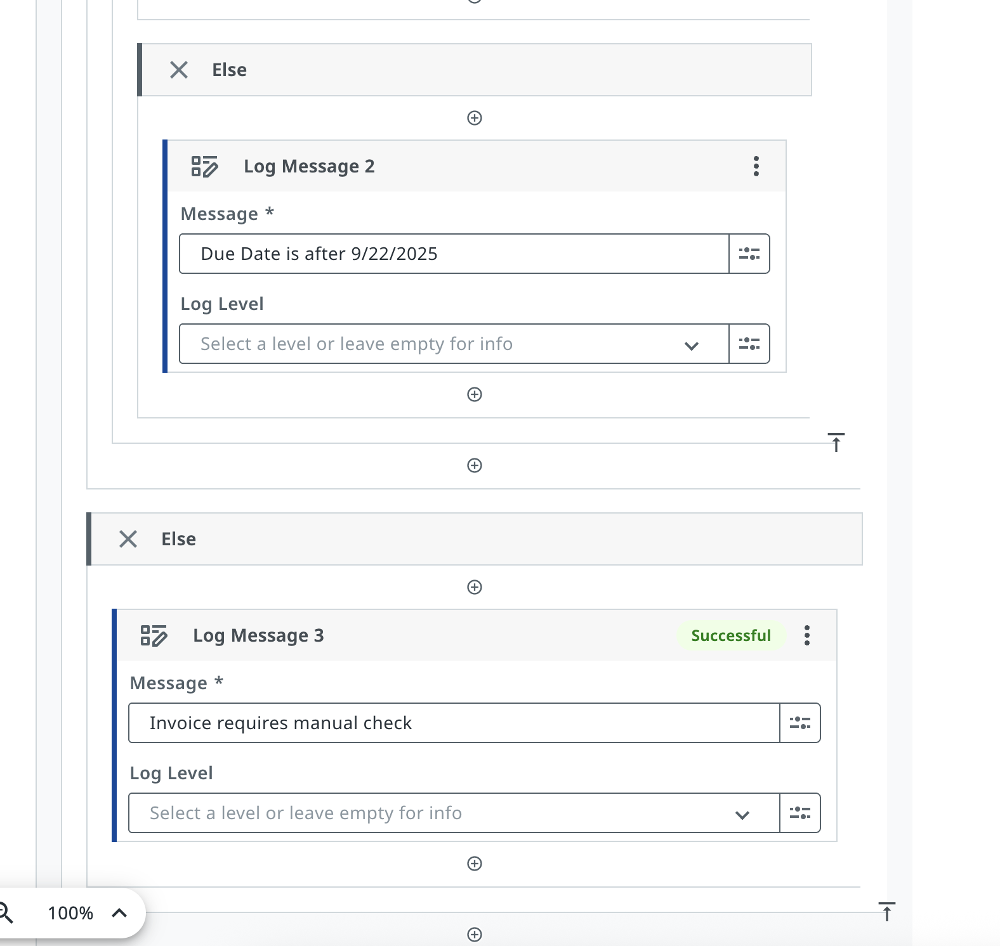 Else
Log Message 2
Message *
Due Date is after 9/22/2025
Log Level
Select a level or leave empty for info
Else
Log Message 3
Successful
Message *
Invoice requires manual check
Log Level
Select a level or leave empty for info
100%